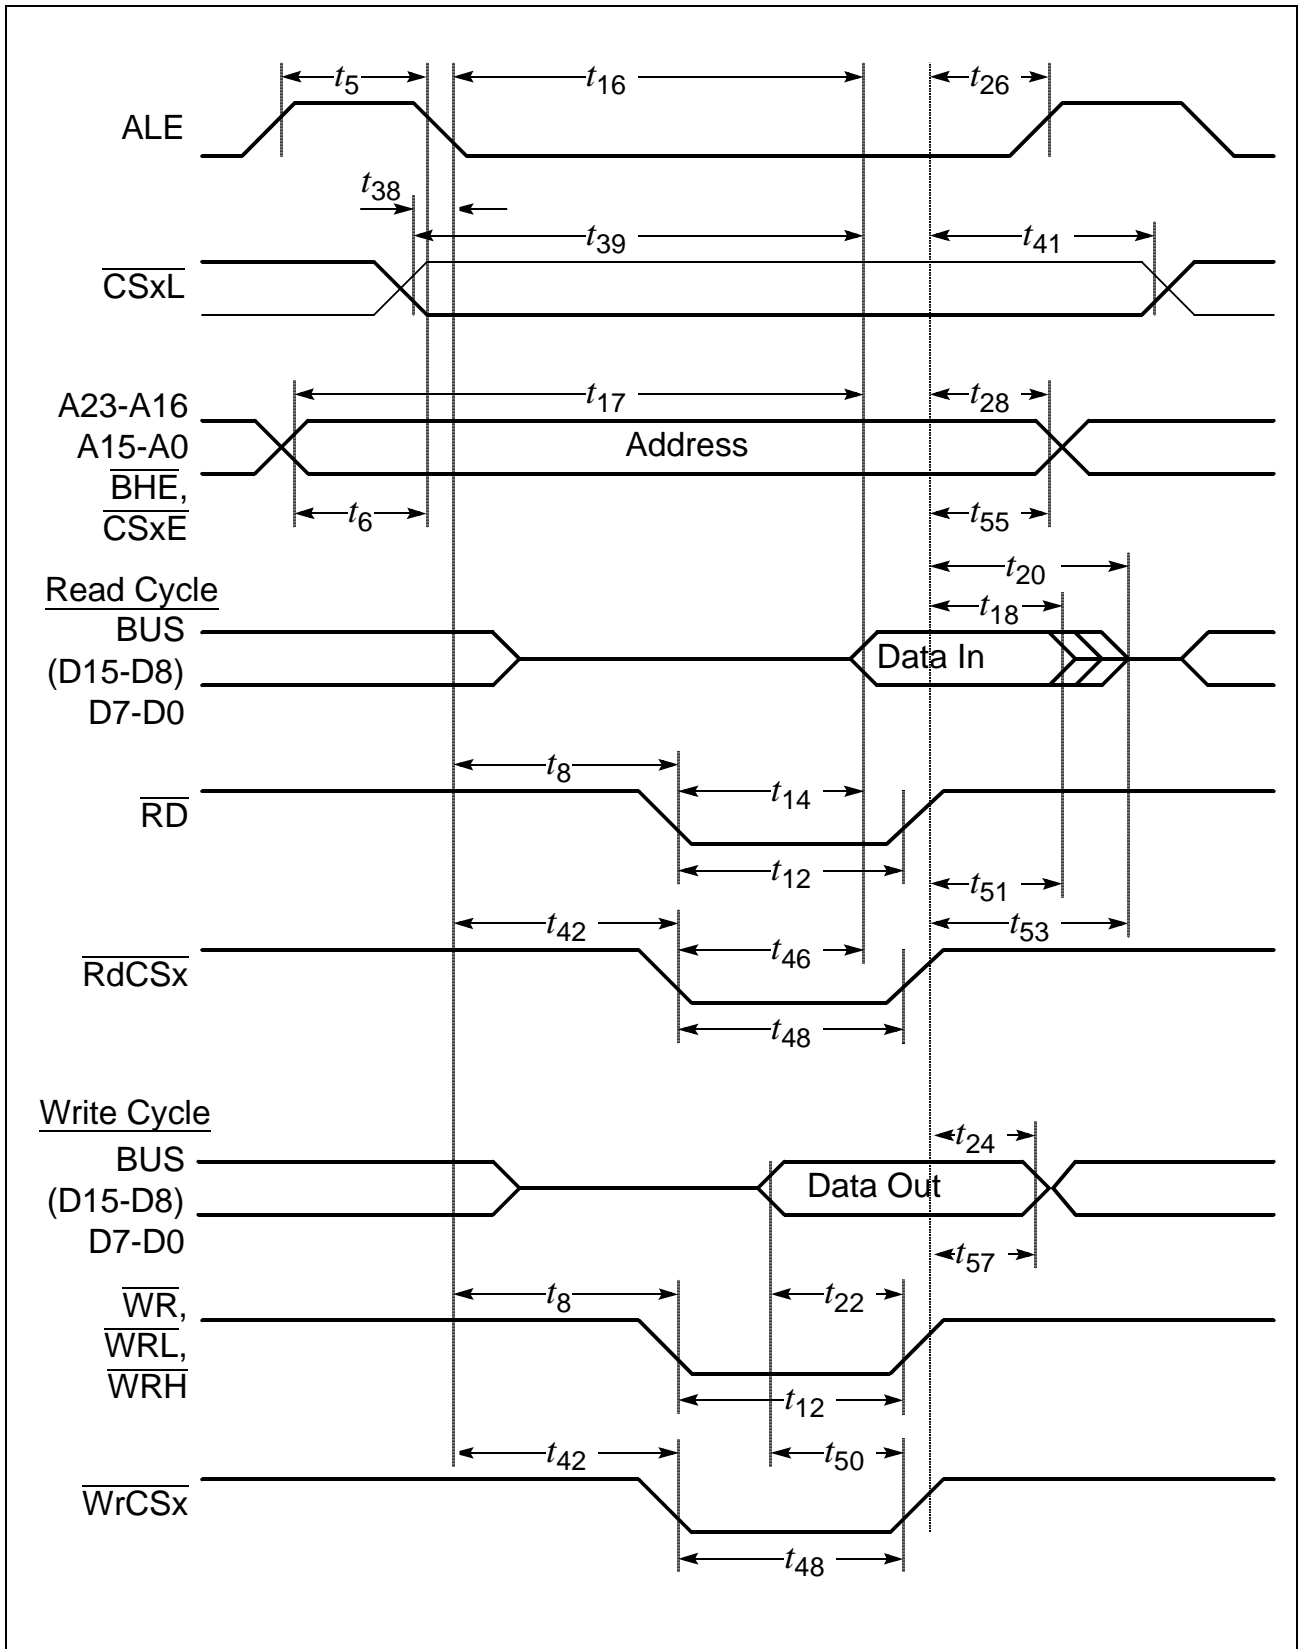 t5 t16 t26
ALE
t38
t39 t41
CSxL
A23-A16 t17 t28
A15-A0 Address
BHE,
CSxE t6 t55
t20
Read Cycle t18
BUS
(D15-D8) Data In
D7-D0
t8 t14
RD
t12 t51
t42 t53
RdCSx t46
t48
Write Cycle
t24
BUS
(D15-D8) Data Out
D7-D0 t57
WR, t8 t22
WRL,
WRH t12
t42 t50
WrCSx
t48